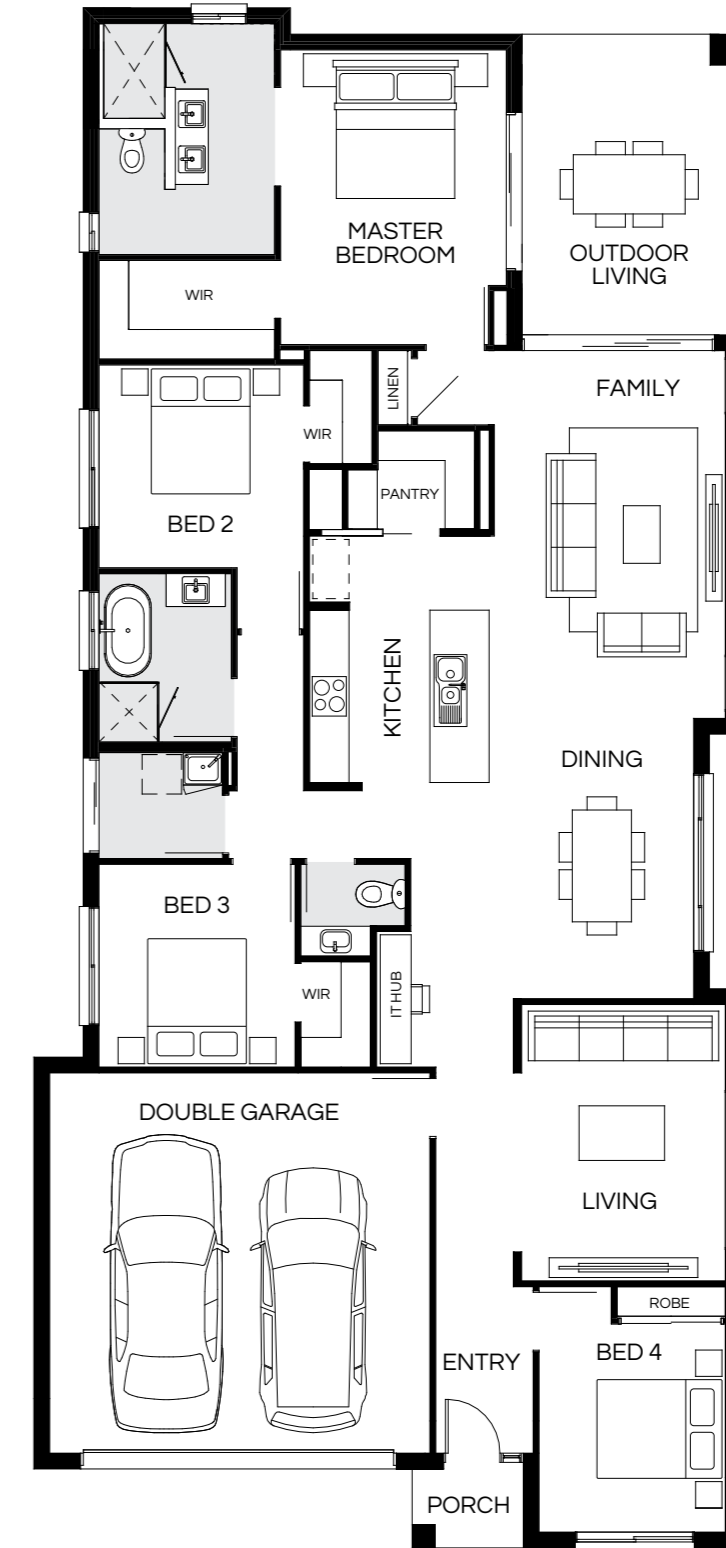 MASTER
BEDROOM
OUTDOOR
LIVING
WIR
FAMILY
LINEN
WIR
PANTRY
BED 2
KITCHEN
DINING
BED 3
WIR
IT HUB
DOUBLE GARAGE
LIVING
ROBE
ENTRY
BED 4
PORCH